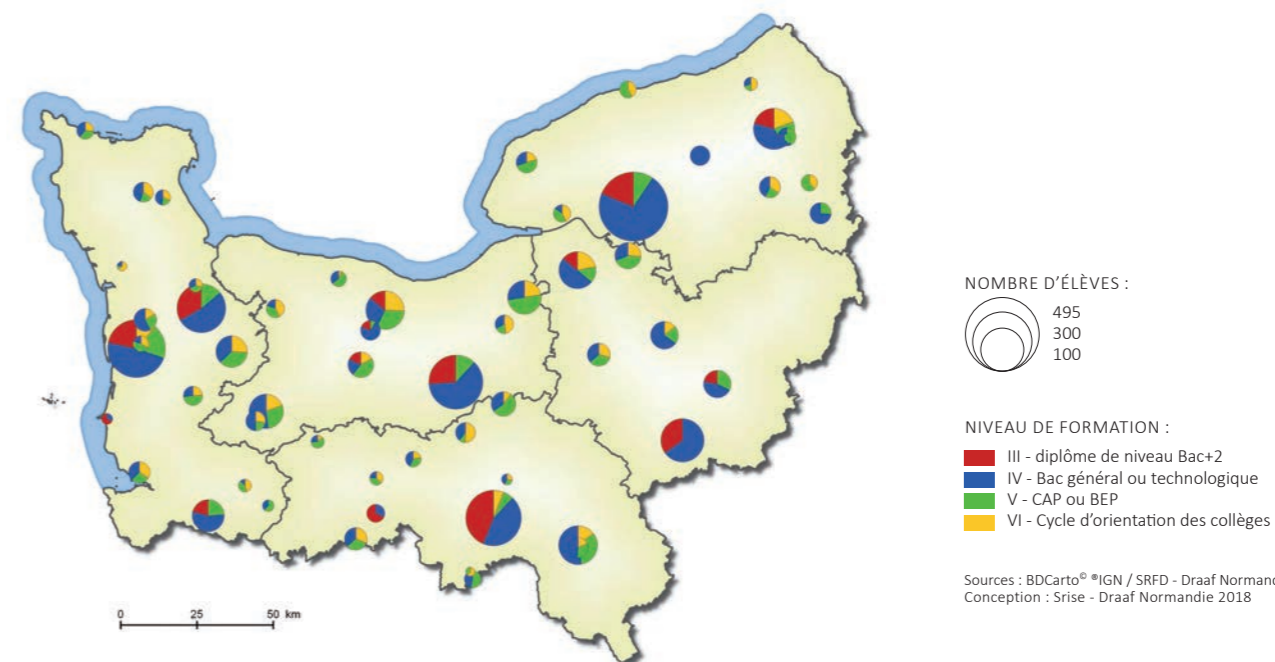 NOMBRE D'ÉLÈVES :
495
300
100
NIVEAU DE FORMATION :
III - diplôme de niveau Bac+2
IV - Bac général ou technologique
V - CAP ou BEP
VI - Cycle d'orientation des collèges
Sources : BDCarto© ®IGN / SRFD - Draaf Normand
Conception : Srise - Draaf Normandie 2018
0 25 50 km